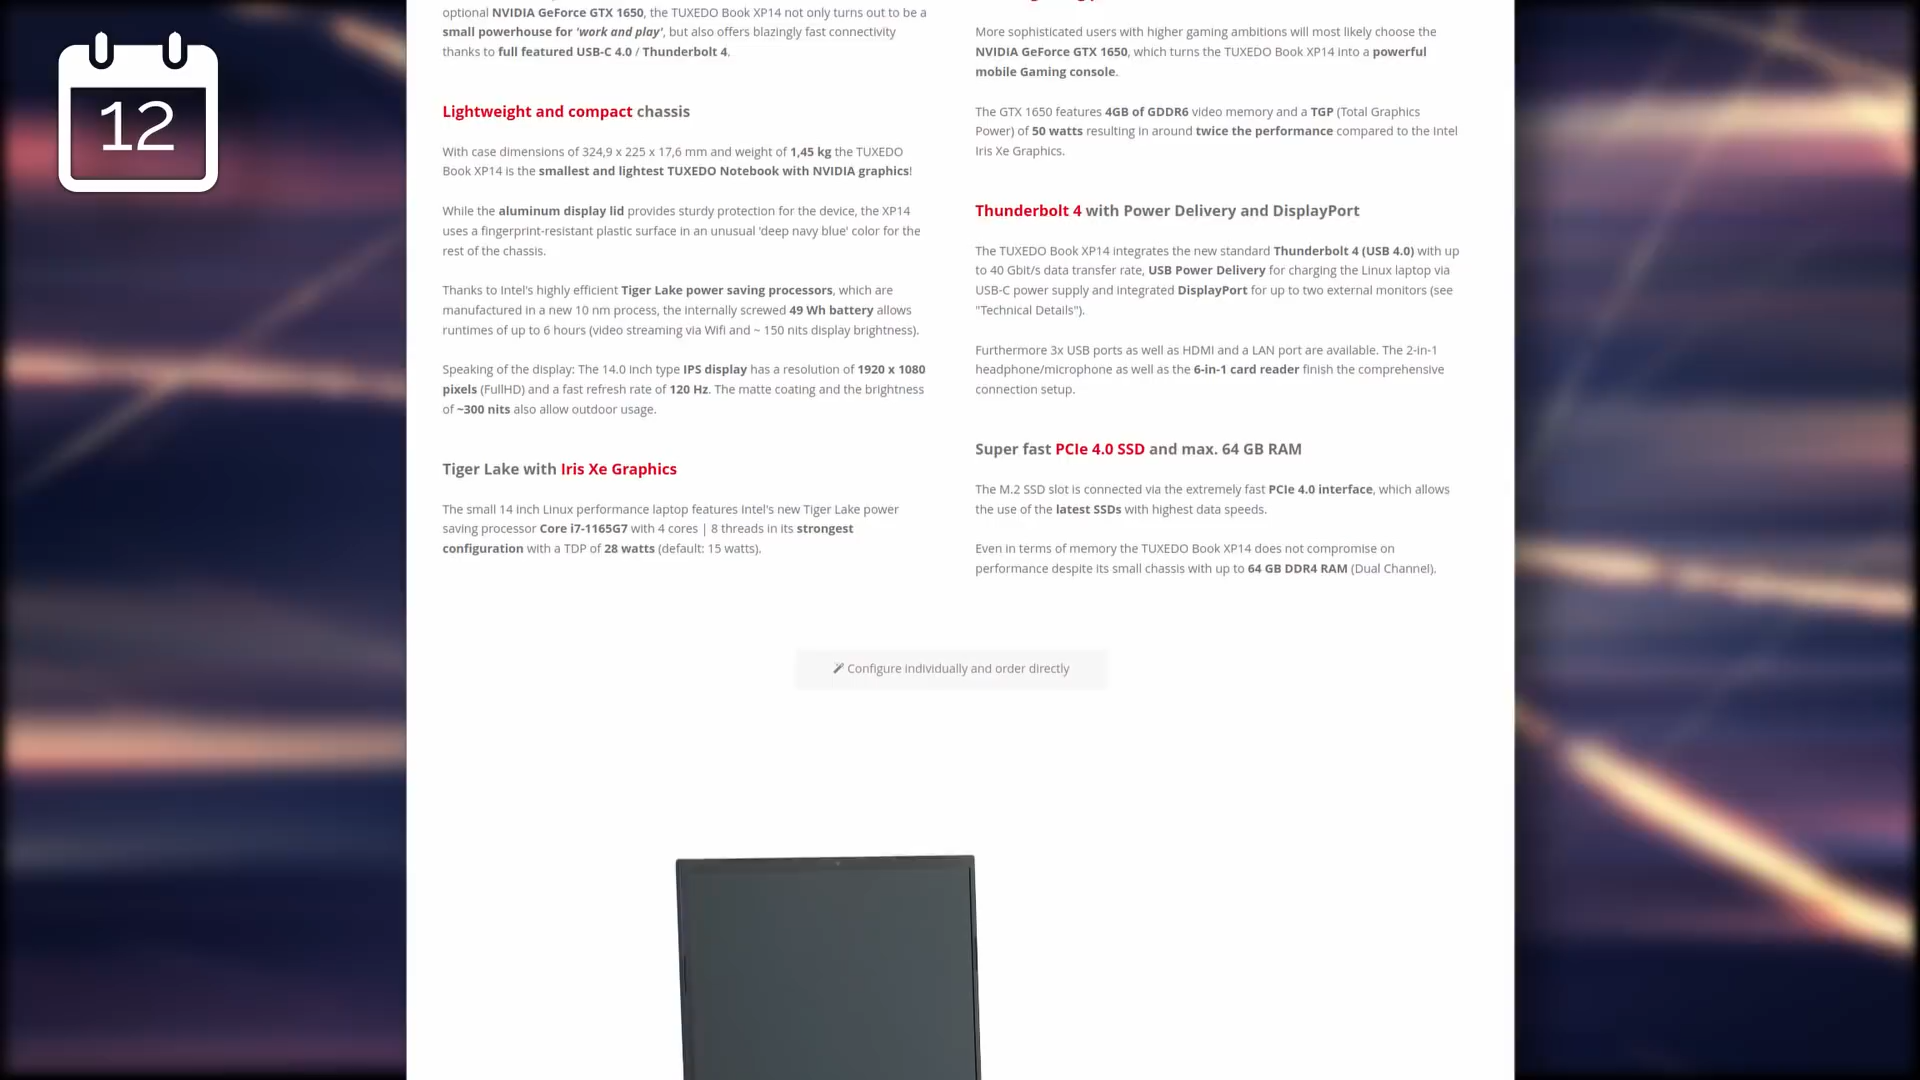 12
optional NVIDIA GeForce GTX 1650, the TUXEDO Book XP14 not only turns out to be a
small powerhouse for 'work and play', but also offers blazingly fast connectivity
thanks to full featured USB-C 4.0 / Thunderbolt 4.
Lightweight and compact chassis
With case dimensions of 324,9 x 225 x 17,6 mm and weight of 1,45 kg the TUXEDO
Book XP14 is the smallest and lightest TUXEDO Notebook with NVIDIA graphics!
While the aluminum display lid provides sturdy protection for the device, the XP14
uses a fingerprint-resistant plastic surface in an unusual 'deep navy blue' color for the
rest of the chassis.
Thanks to Intel's highly efficient Tiger Lake power saving processors, which are
manufactured in a new 10 nm process, the internally screwed 49 Wh battery allows
runtimes of up to 6 hours (video streaming via Wifi and ~ 150 nits display brightness).
Speaking of the display: The 14.0 inch type IPS display has a resolution of 1920 x 1080
pixels (FullHD) and a fast refresh rate of 120 Hz. The matte coating and the brightness
of ~300 nits also allow outdoor usage.
Tiger Lake with Iris Xe Graphics
The small 14 inch Linux performance laptop features Intel's new Tiger Lake power
saving processor Core i7-1165G7 with 4 cores | 8 threads in its strongest
configuration with a TDP of 28 watts (default: 15 watts).
More sophisticated users with higher gaming ambitions will most likely choose the
NVIDIA GeForce GTX 1650, which turns the TUXEDO Book XP14 into a powerful
mobile Gaming console.
The GTX 1650 features 4GB of GDDR6 video memory and a TGP (Total Graphics
Power) of 50 watts resulting in around twice the performance compared to the Intel
Iris Xe Graphics.
Thunderbolt 4 with Power Delivery and DisplayPort
The TUXEDO Book XP14 integrates the new standard Thunderbolt 4 (USB 4.0) with up
to 40 Gbit/s data transfer rate, USB Power Delivery for charging the Linux laptop via
USB-C power supply and integrated DisplayPort for up to two external monitors (see
"Technical Details").
Furthermore 3x USB ports as well as HDMI and a LAN port are available. The 2-in-1
headphone/microphone as well as the 6-in-1 card reader finish the comprehensive
connection setup.
Super fast PCIe 4.0 SSD and max. 64 GB RAM
The M.2 SSD slot is connected via the extremely fast PCIe 4.0 interface, which allows
the use of the latest SSDs with highest data speeds.
Even in terms of memory the TUXEDO Book XP14 does not compromise on
performance despite its small chassis with up to 64 GB DDR4 RAM (Dual Channel).
Configure individually and order directly